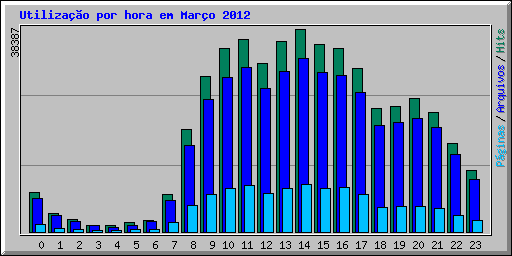 Utilização por hora em Março 2012
38387
Páginas / Arquivos / Hits
0 1 2 3 4 5 6 7 8 9 10 11 12 13 14 15 16 17 18 19 20 21 22 23